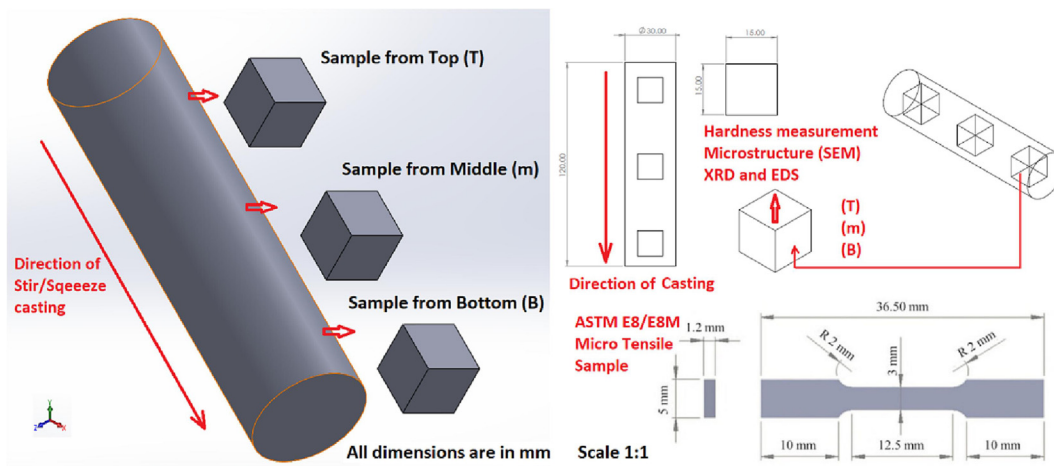 Sample from Top (T)
Sample from Middle (m)
Direction of
Stir/Sqeeeze
casting
Sample from Bottom (B)
All dimensions are in mm
Y
Z
X
Ø 30.00
15.00
120.00
15.00
Hardness measurement
Microstructure (SEM)
XRD and EDS
(T)
(m)
(B)
Direction of Casting
ASTM E8/E8M
Micro Tensile
Sample
36.50 mm
1.2 mm
R 2 mm
R 2 mm
3 mm
5 mm
10 mm
12.5 mm
10 mm
Scale 1:1